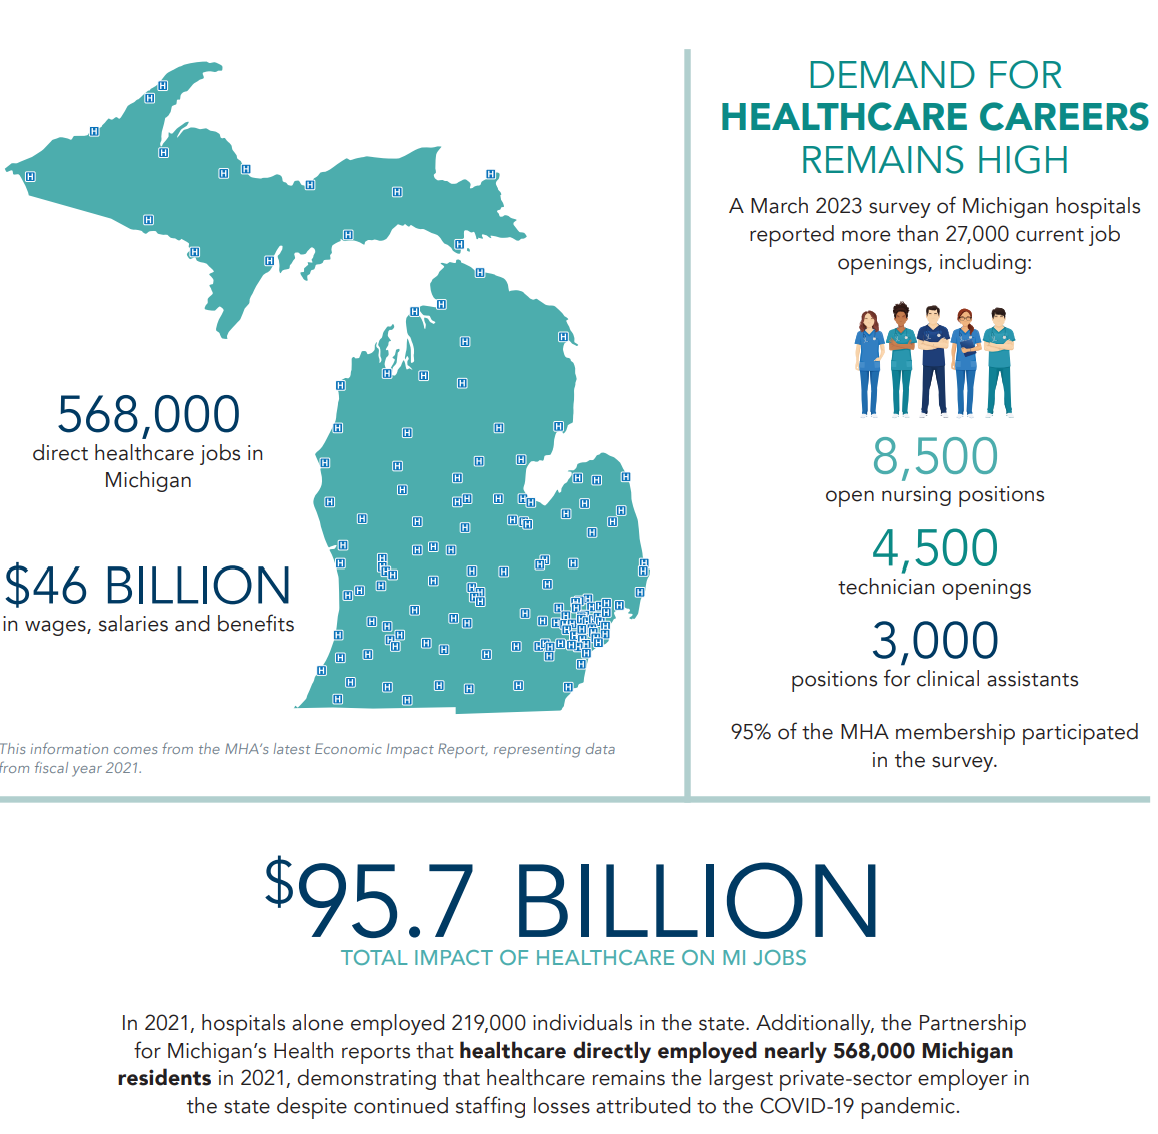 568,000
direct healthcare jobs in
Michigan
$46 BILLION
in wages, salaries and benefits
This information comes from the MHA's latest Economic Impact Report, representing data
from fiscal year 2021.
DEMAND FOR
HEALTHCARE CAREERS
REMAINS HIGH
A March 2023 survey of Michigan hospitals
reported more than 27,000 current job
openings, including:
8,500
open nursing positions
4,500
technician openings
3,000
positions for clinical assistants
95% of the MHA membership participated
in the survey.
$95.7 BILLION
TOTAL IMPACT OF HEALTHCARE ON MI JOBS
In 2021, hospitals alone employed 219,000 individuals in the state. Additionally, the Partnership
for Michigan's Health reports that healthcare directly employed nearly 568,000 Michigan
residents in 2021, demonstrating that healthcare remains the largest private-sector employer in
the state despite continued staffing losses attributed to the COVID-19 pandemic.